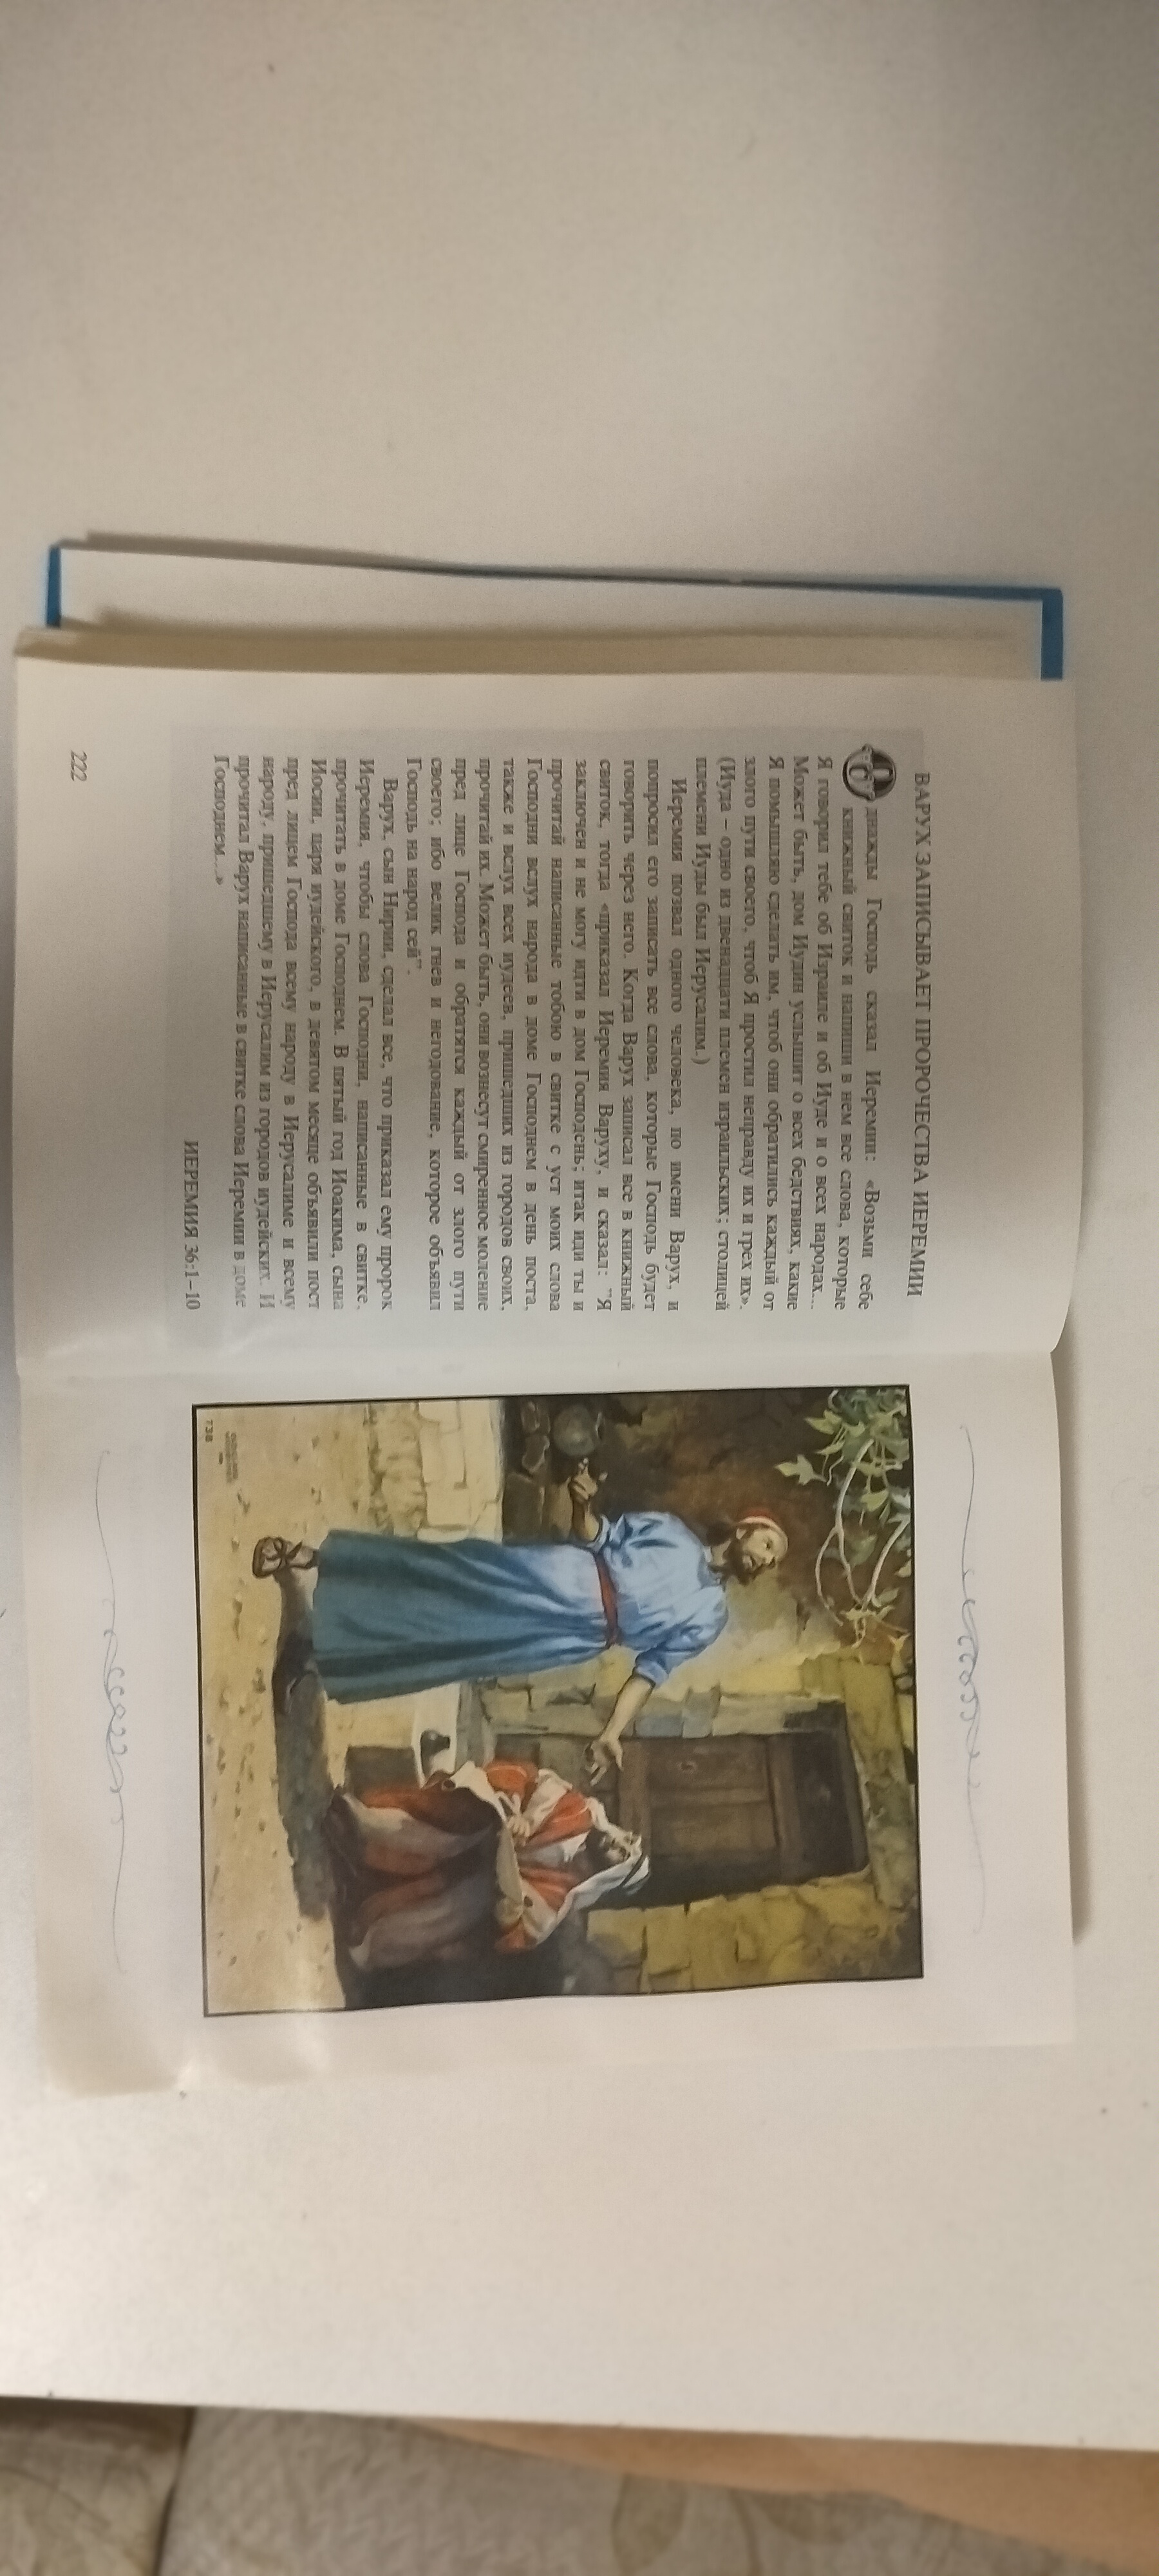 ВАРУХ ЗАПИСЫВАЕТ ПРОРОЧЕСТВА ИЕРЕМИИ
Однажды Господь сказал Иеремии: «Возьми себе
книжный свиток и напиши в нем все слова, которые
Я говорил тебе об Израиле и об Иуде и о всех народах...
Может быть, дом Иудин услышит о всех бедствиях, какие
Я помышляю сделать им, чтоб они обратились каждый от
злого пути своего, чтоб Я простил неправду их и грех их».
(Иуда – одно из двенадцати племен израильских; столицей
племени Иуды был Иерусалим.)
Иеремия позвал одного человека, по имени Варух, и
попросил его записать все слова, которые Господь будет
говорить через него. Когда Варух записал все в книжный
свиток, тогда «приказал Иеремия Варуху, и сказал: "Я
заключен и не могу идти в дом Господень; итак иди ты и
прочитай написанные тобою в свитке с уст моих слова
Господни вслух народа в доме Господнем в день поста,
также и вслух всех иудеев, пришедших из городов своих,
прочитай их. Может быть, они вознесут смиренное моление
пред лице Господа и обратятся каждый от злого пути
своего; ибо велик гнев и негодование, которое объявил
Господь на народ сей".
Варух, сын Нирии, сделал все, что приказал ему пророк
Иеремия, чтобы слова Господни, написанные в свитке,
прочитать в доме Господнем. В пятый год Иоакима, сына
Иосии, царя иудейского, в девятом месяце объявили пост
пред лицем Господа всему народу в Иерусалиме и всему
народу, пришедшему в Иерусалим из городов иудейских. И
прочитал Варух написанные в свитке слова Иеремии в доме
Господнем...»
ИЕРЕМИЯ 36:1–10
222
738